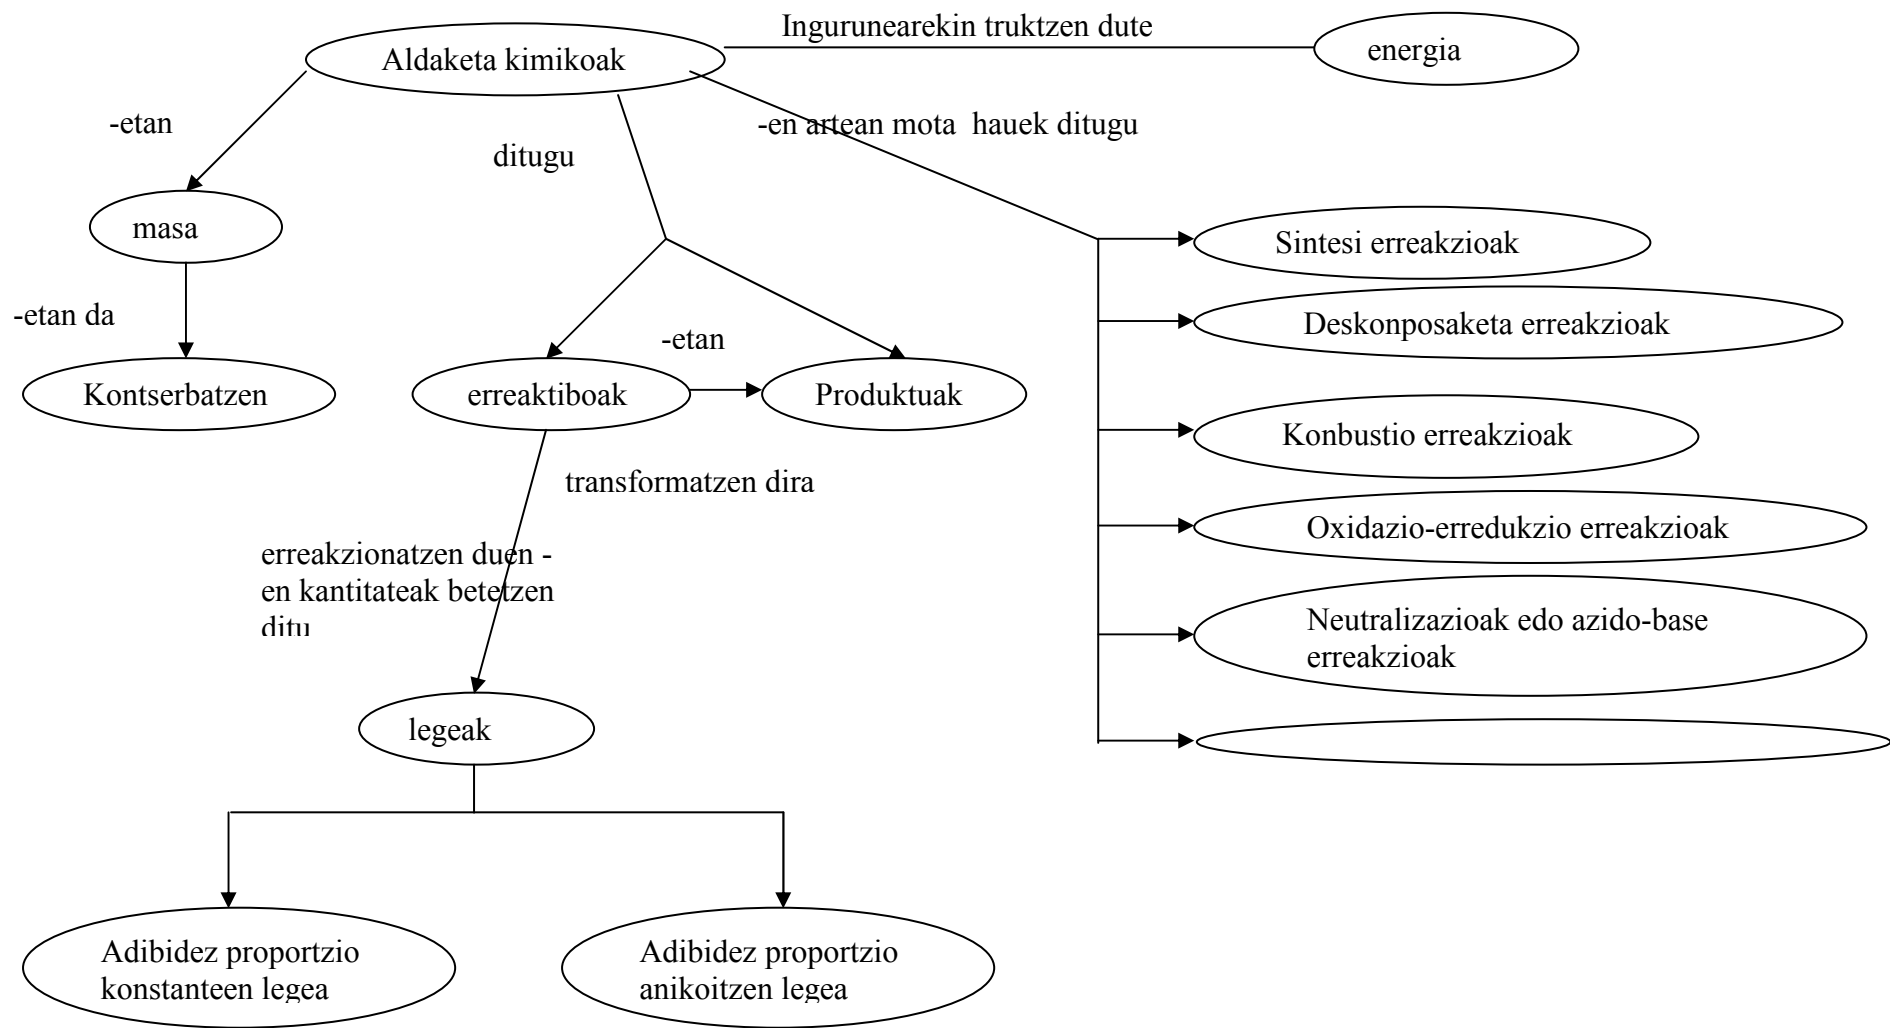 Ingurunearekin truktzen dute
Aldaketa kimikoak
energia
-etan
-en artean mota hauek ditugu
ditugu
masa
Sintesi erreakzioak
-etan da
Deskonposaketa erreakzioak
-etan
Kontserbatzen
erreaktiboak
Produktuak
Konbustio erreakzioak
transformatzen dira
Oxidazio-erredukzio erreakzioak
erreakzionatzen duen -
en kantitateak betetzen
ditu
Neutralizazioak edo azido-base
erreakzioak
legeak
Adibidez proportzio
konstanteen legea
Adibidez proportzio
anikoitzen legea